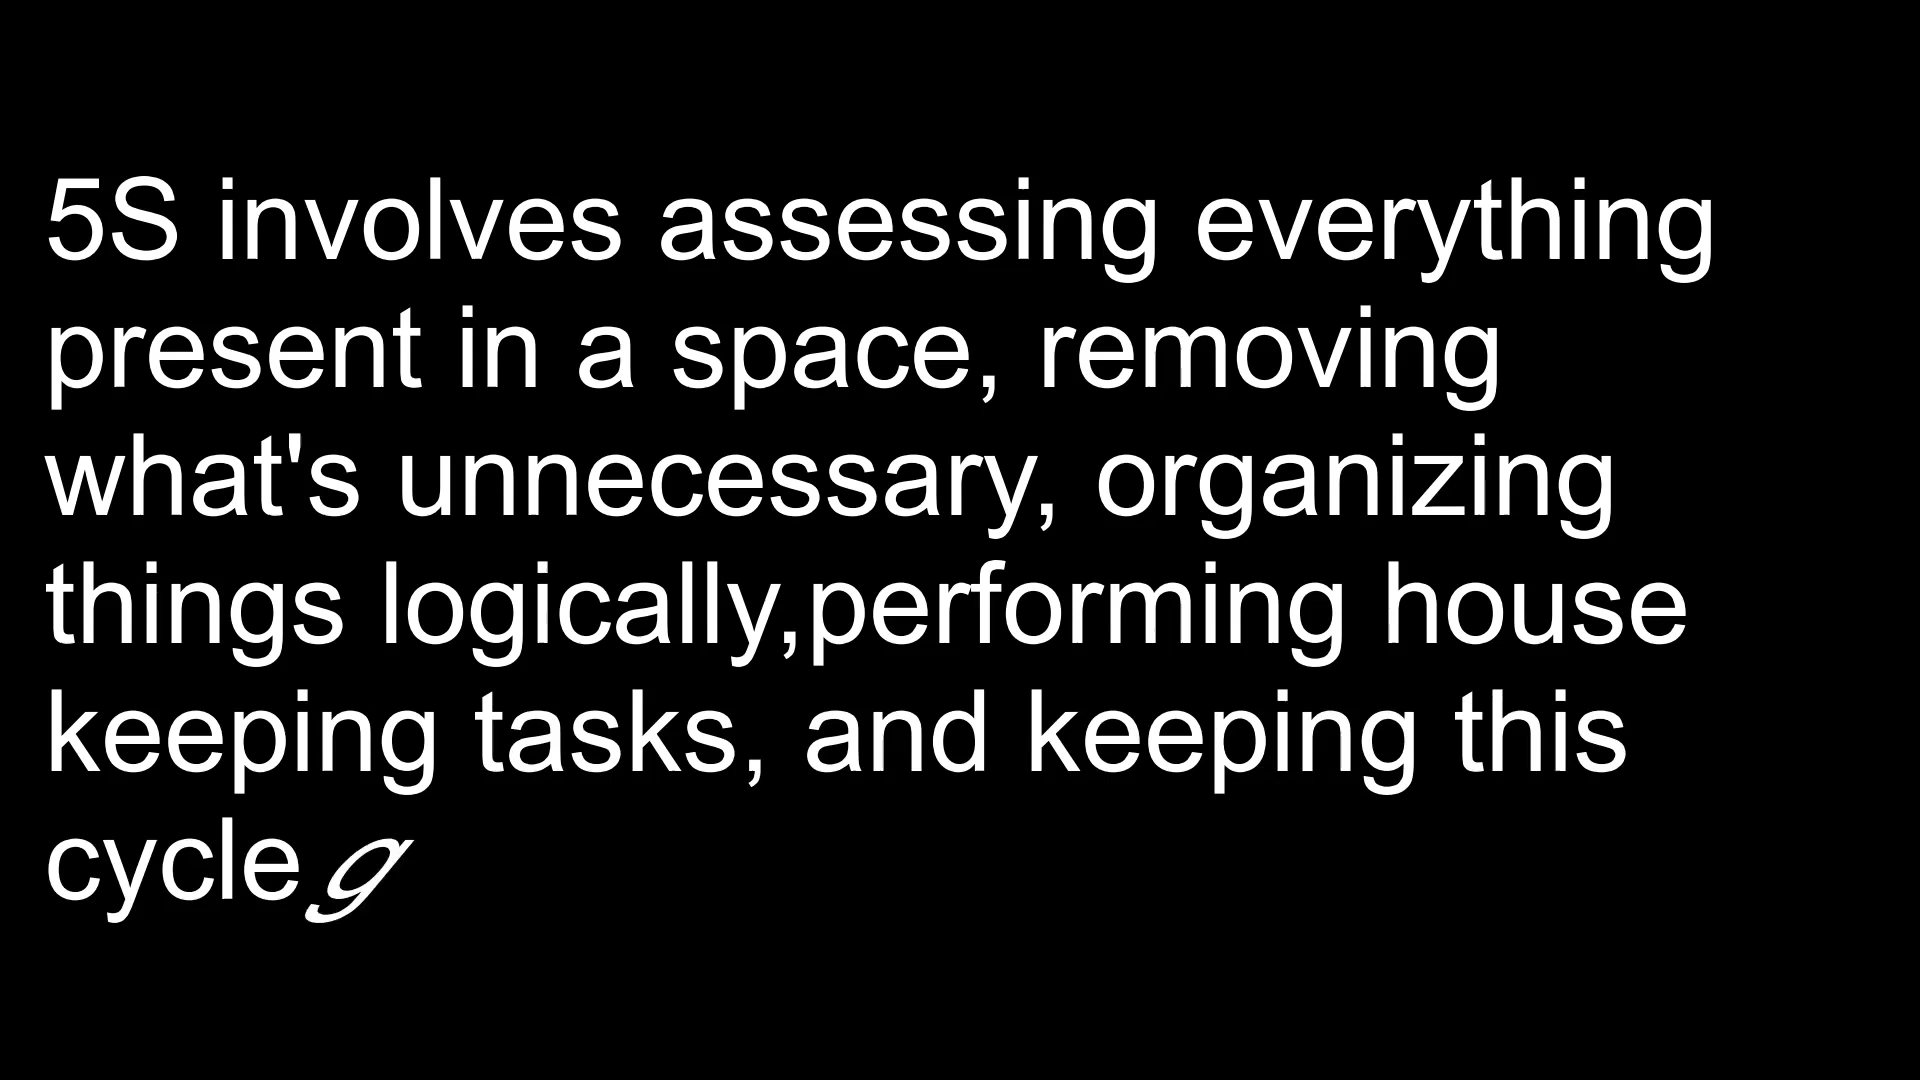 5S involves assessing everything
present in a space, removing
what's unnecessary, organizing
things logically,performing house
keeping tasks, and keeping this
cycle g